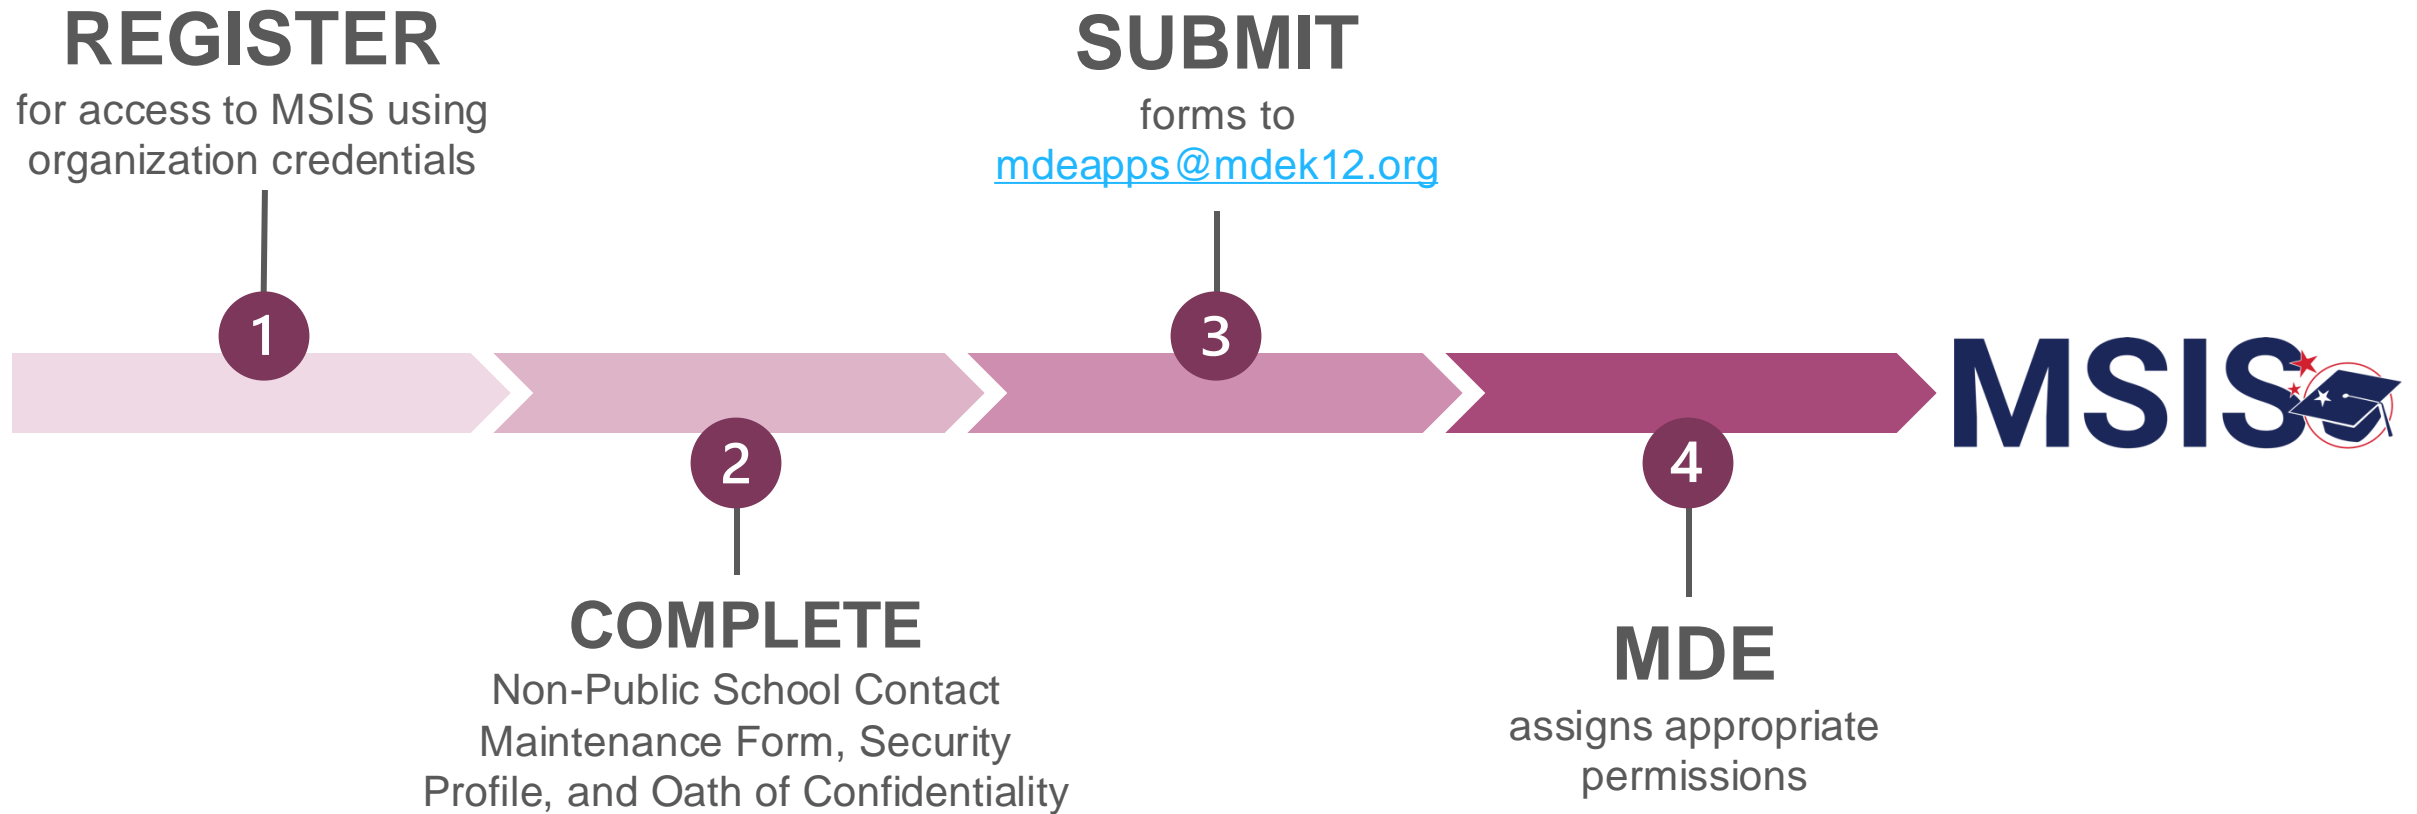 REGISTER
for access to MSIS using
organization credentials
1
2
COMPLETE
Non-Public School Contact
Maintenance Form, Security
Profile, and Oath of Confidentiality
SUBMIT
forms to
mdeapps@mdek12.org
3
4
MDE
assigns appropriate
permissions
MSIS